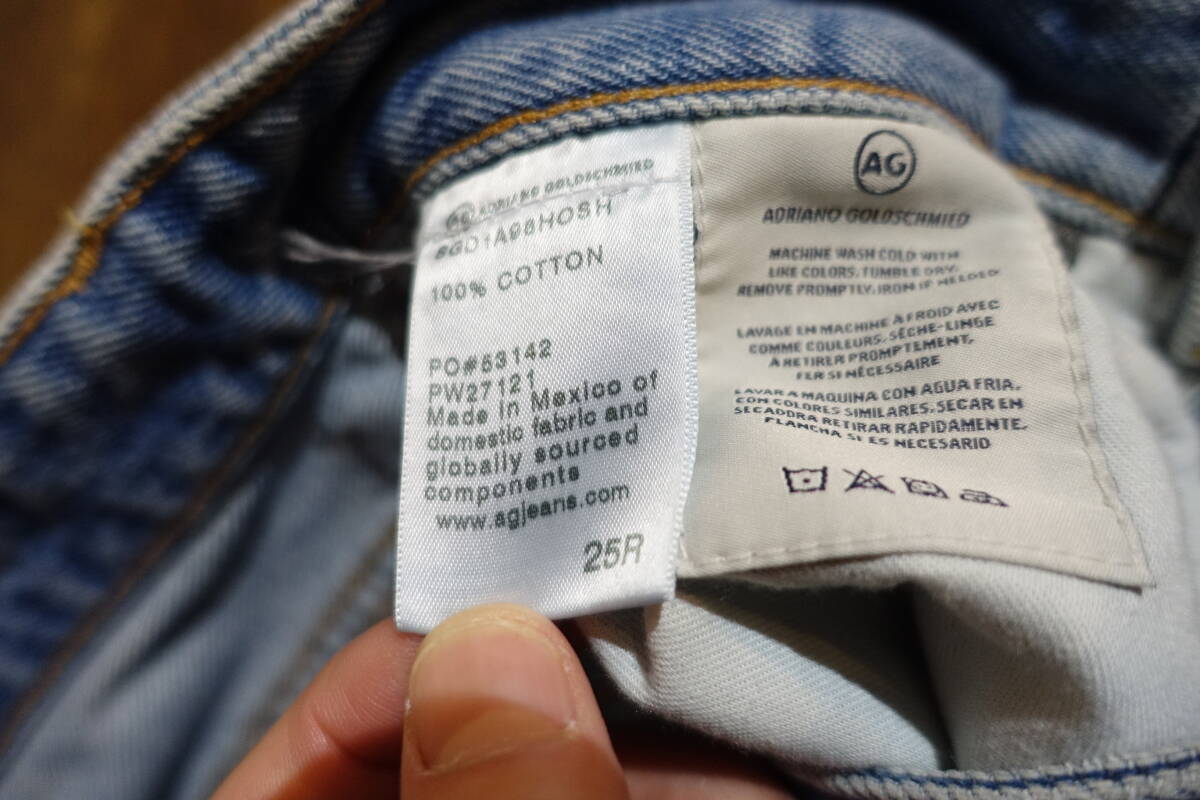 AG ADRIANO GOLDSCHMIED
SGD1A98HOSH
100% COTTON
PO#53142
PW27121
Made in Mexico of
domestic fabric and
globally sourced
components
www.agjeans.com
25R
AG
ADRIANO GOLDSCHMIED
MACHINE WASH COLD WITH
LIKE COLORS. TUMBLE DRY.
REMOVE PROMPTLY. IRON IF NEEDED
LAVAGE EN MACHINE À FROID AVEC
COMME COULEURS. SÈCHE-LINGE
A RETIRER PROMPTEMENT,
FER SI NÉCESSAIRE
LAVAR A MAQUINA CON AGUA FRIA,
CON COLORES SIMILARES. SECAR EN
SECADORA RETIRAR RAPIDAMENTE.
PLANCHA SI ES NECESARIO